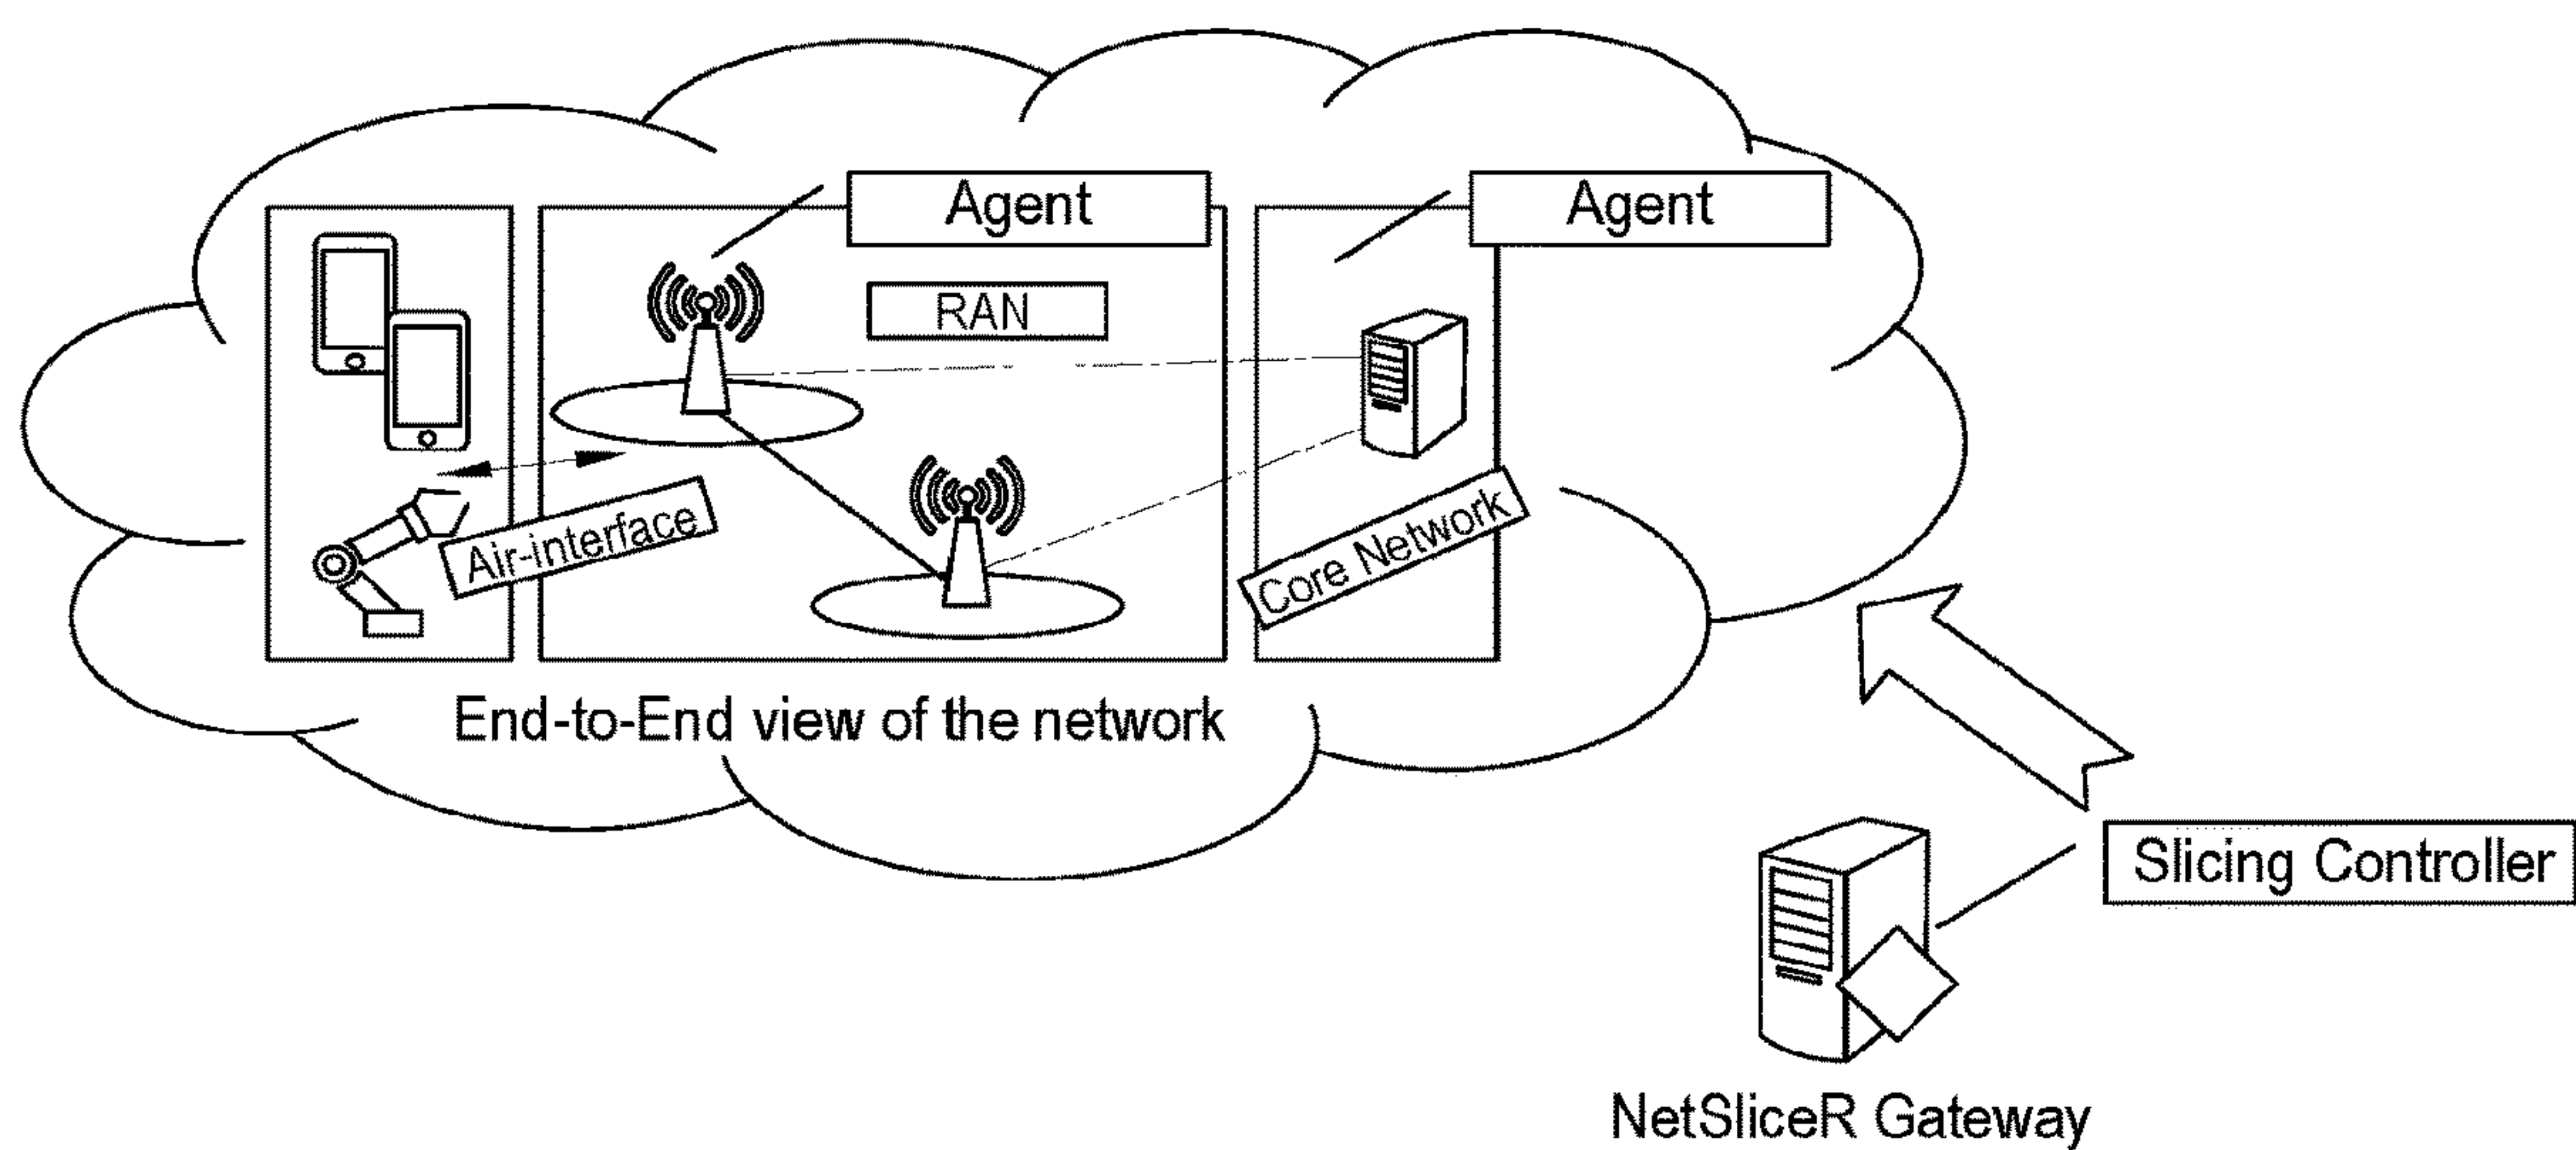 Agent
Agent
RAN
Air-interface
Core Network
End-to-End view of the network
Slicing Controller
NetSliceR Gateway